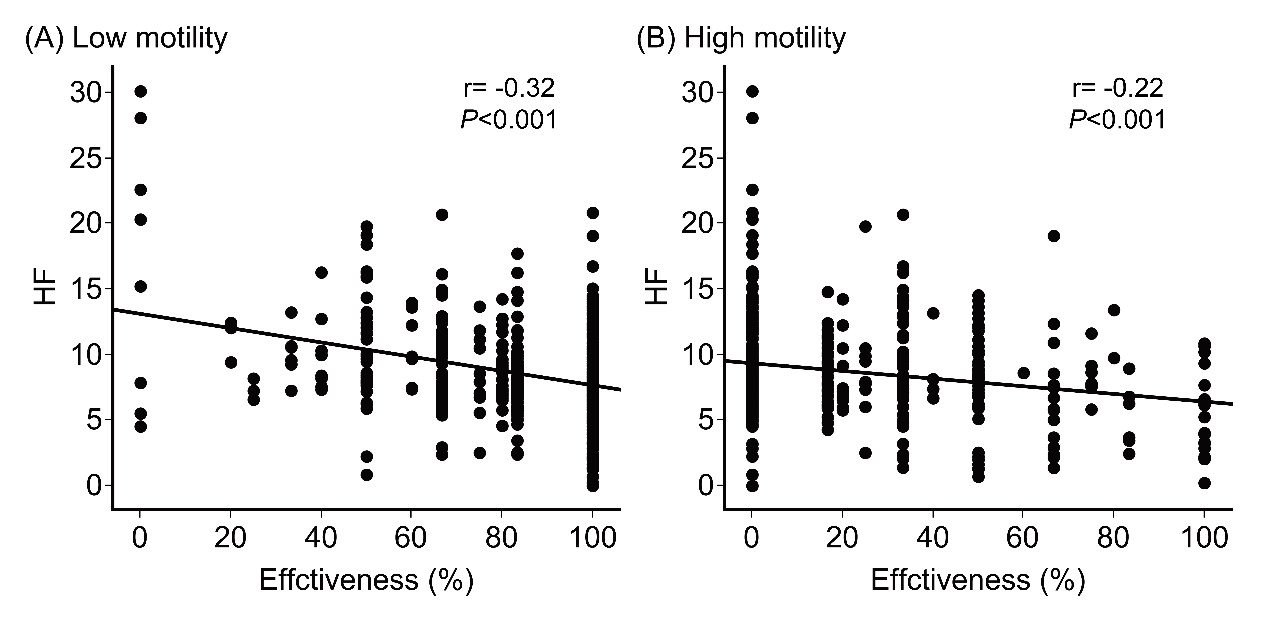 (A) Low motility
r= -0.32
P<0.001
30
25
20
15
10
5
0
HF
0 20 40 60 80 100
Effctiveness (%)
(B) High motility
r= -0.22
P<0.001
30
25
20
15
10
5
0
HF
0 20 40 60 80 100
Effctiveness (%)